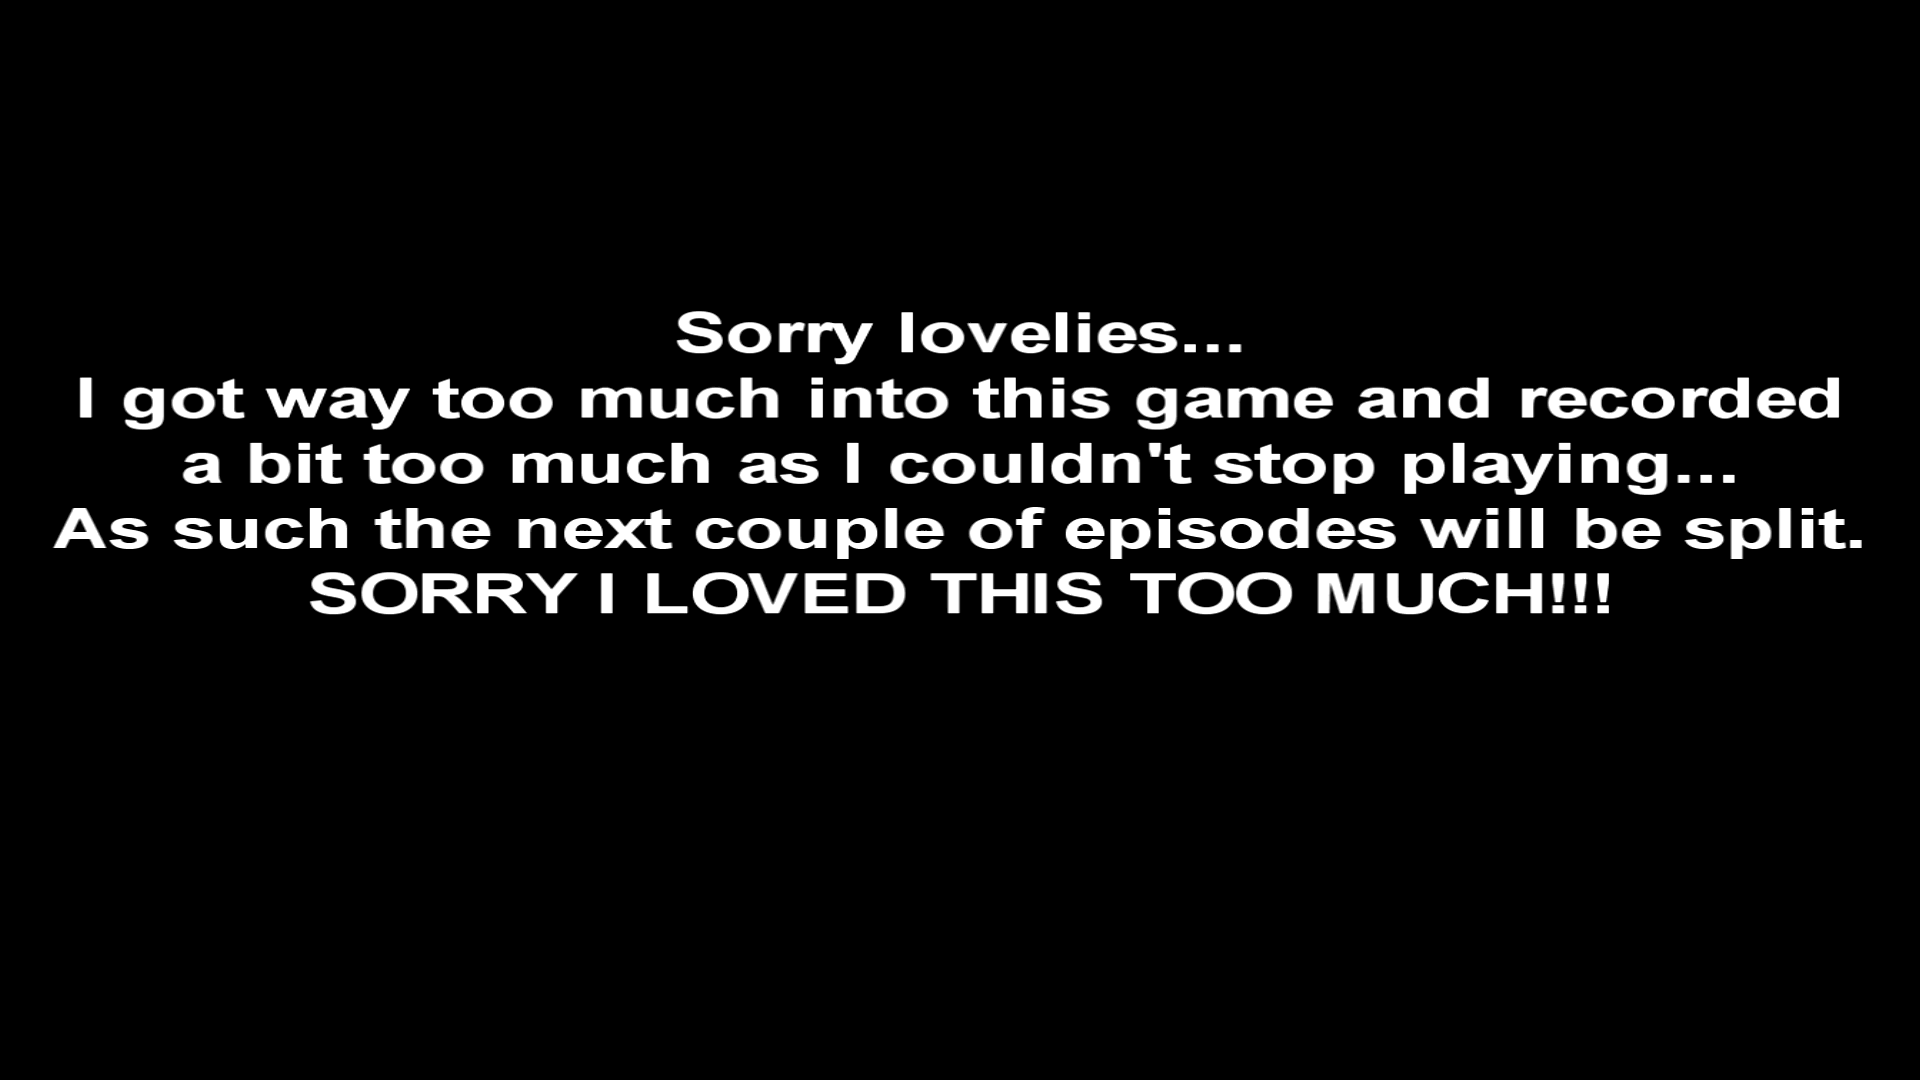 Sorry lovelies...
I got way too much into this game and recorded
a bit too much as I couldn't stop playing...
As such the next couple of episodes will be split.
SORRY I LOVED THIS TOO MUCH!!!